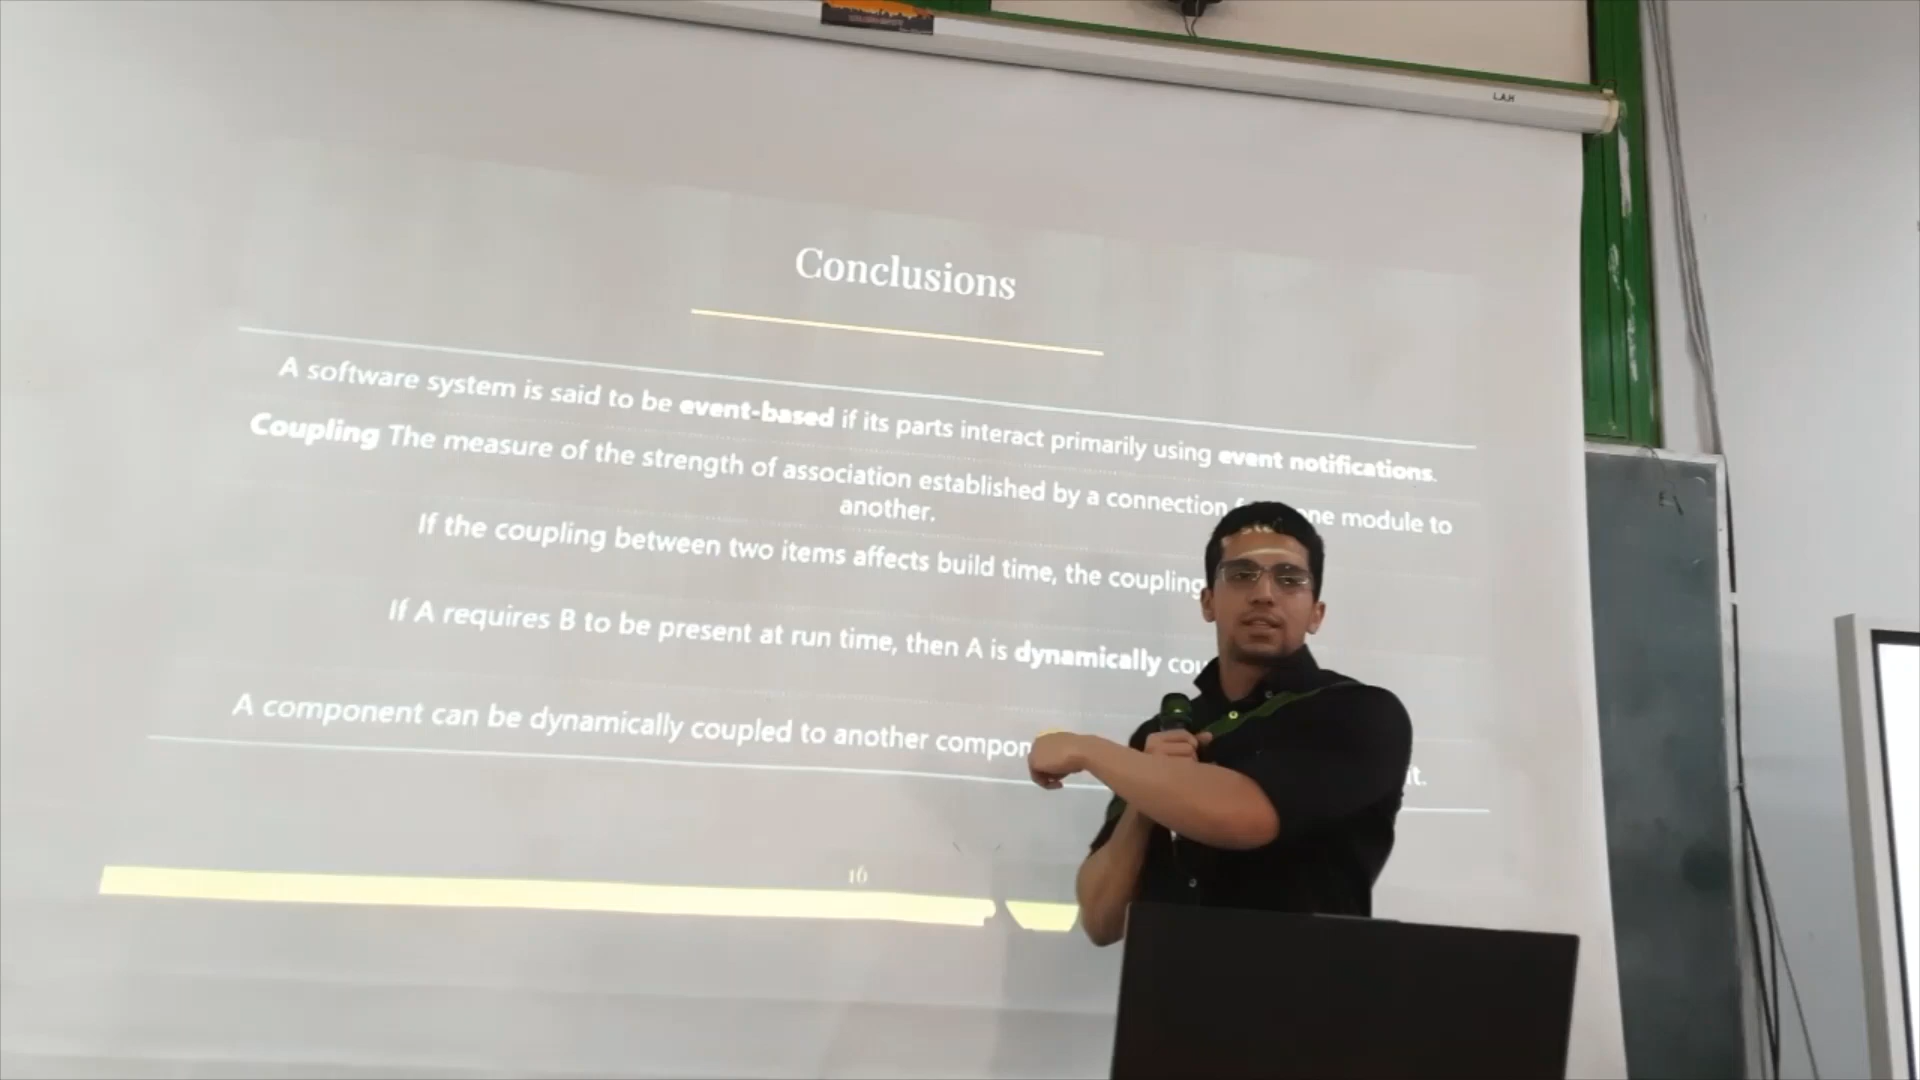 LAH
Conclusions
A software system is said to be event-based if its parts interact primarily using event notifications.
Coupling The measure of the strength of association established by a connection one module to
another.
If the coupling between two items affects build time, the coupling
If A requires B to be present at run time, then A is dynamically
A component can be dynamically coupled to another it.
16